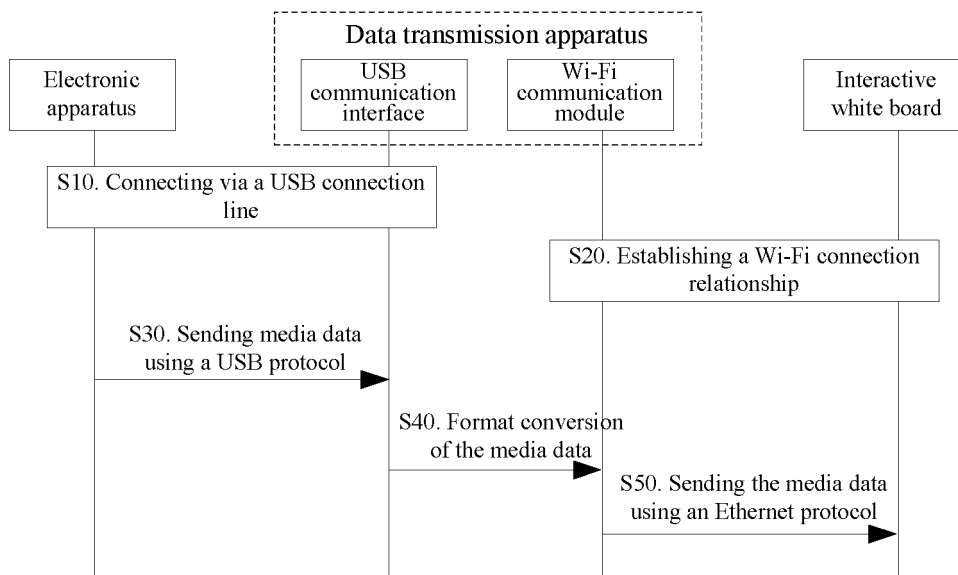 Data transmission apparatus
Electronic
apparatus
USB
communication
interface
Wi-Fi
communication
module
Interactive
white board
S10. Connecting via a USB connection
line
S20. Establishing a Wi-Fi connection
relationship
S30. Sending media data
using a USB protocol
S40. Format conversion
of the media data
S50. Sending the media data
using an Ethernet protocol